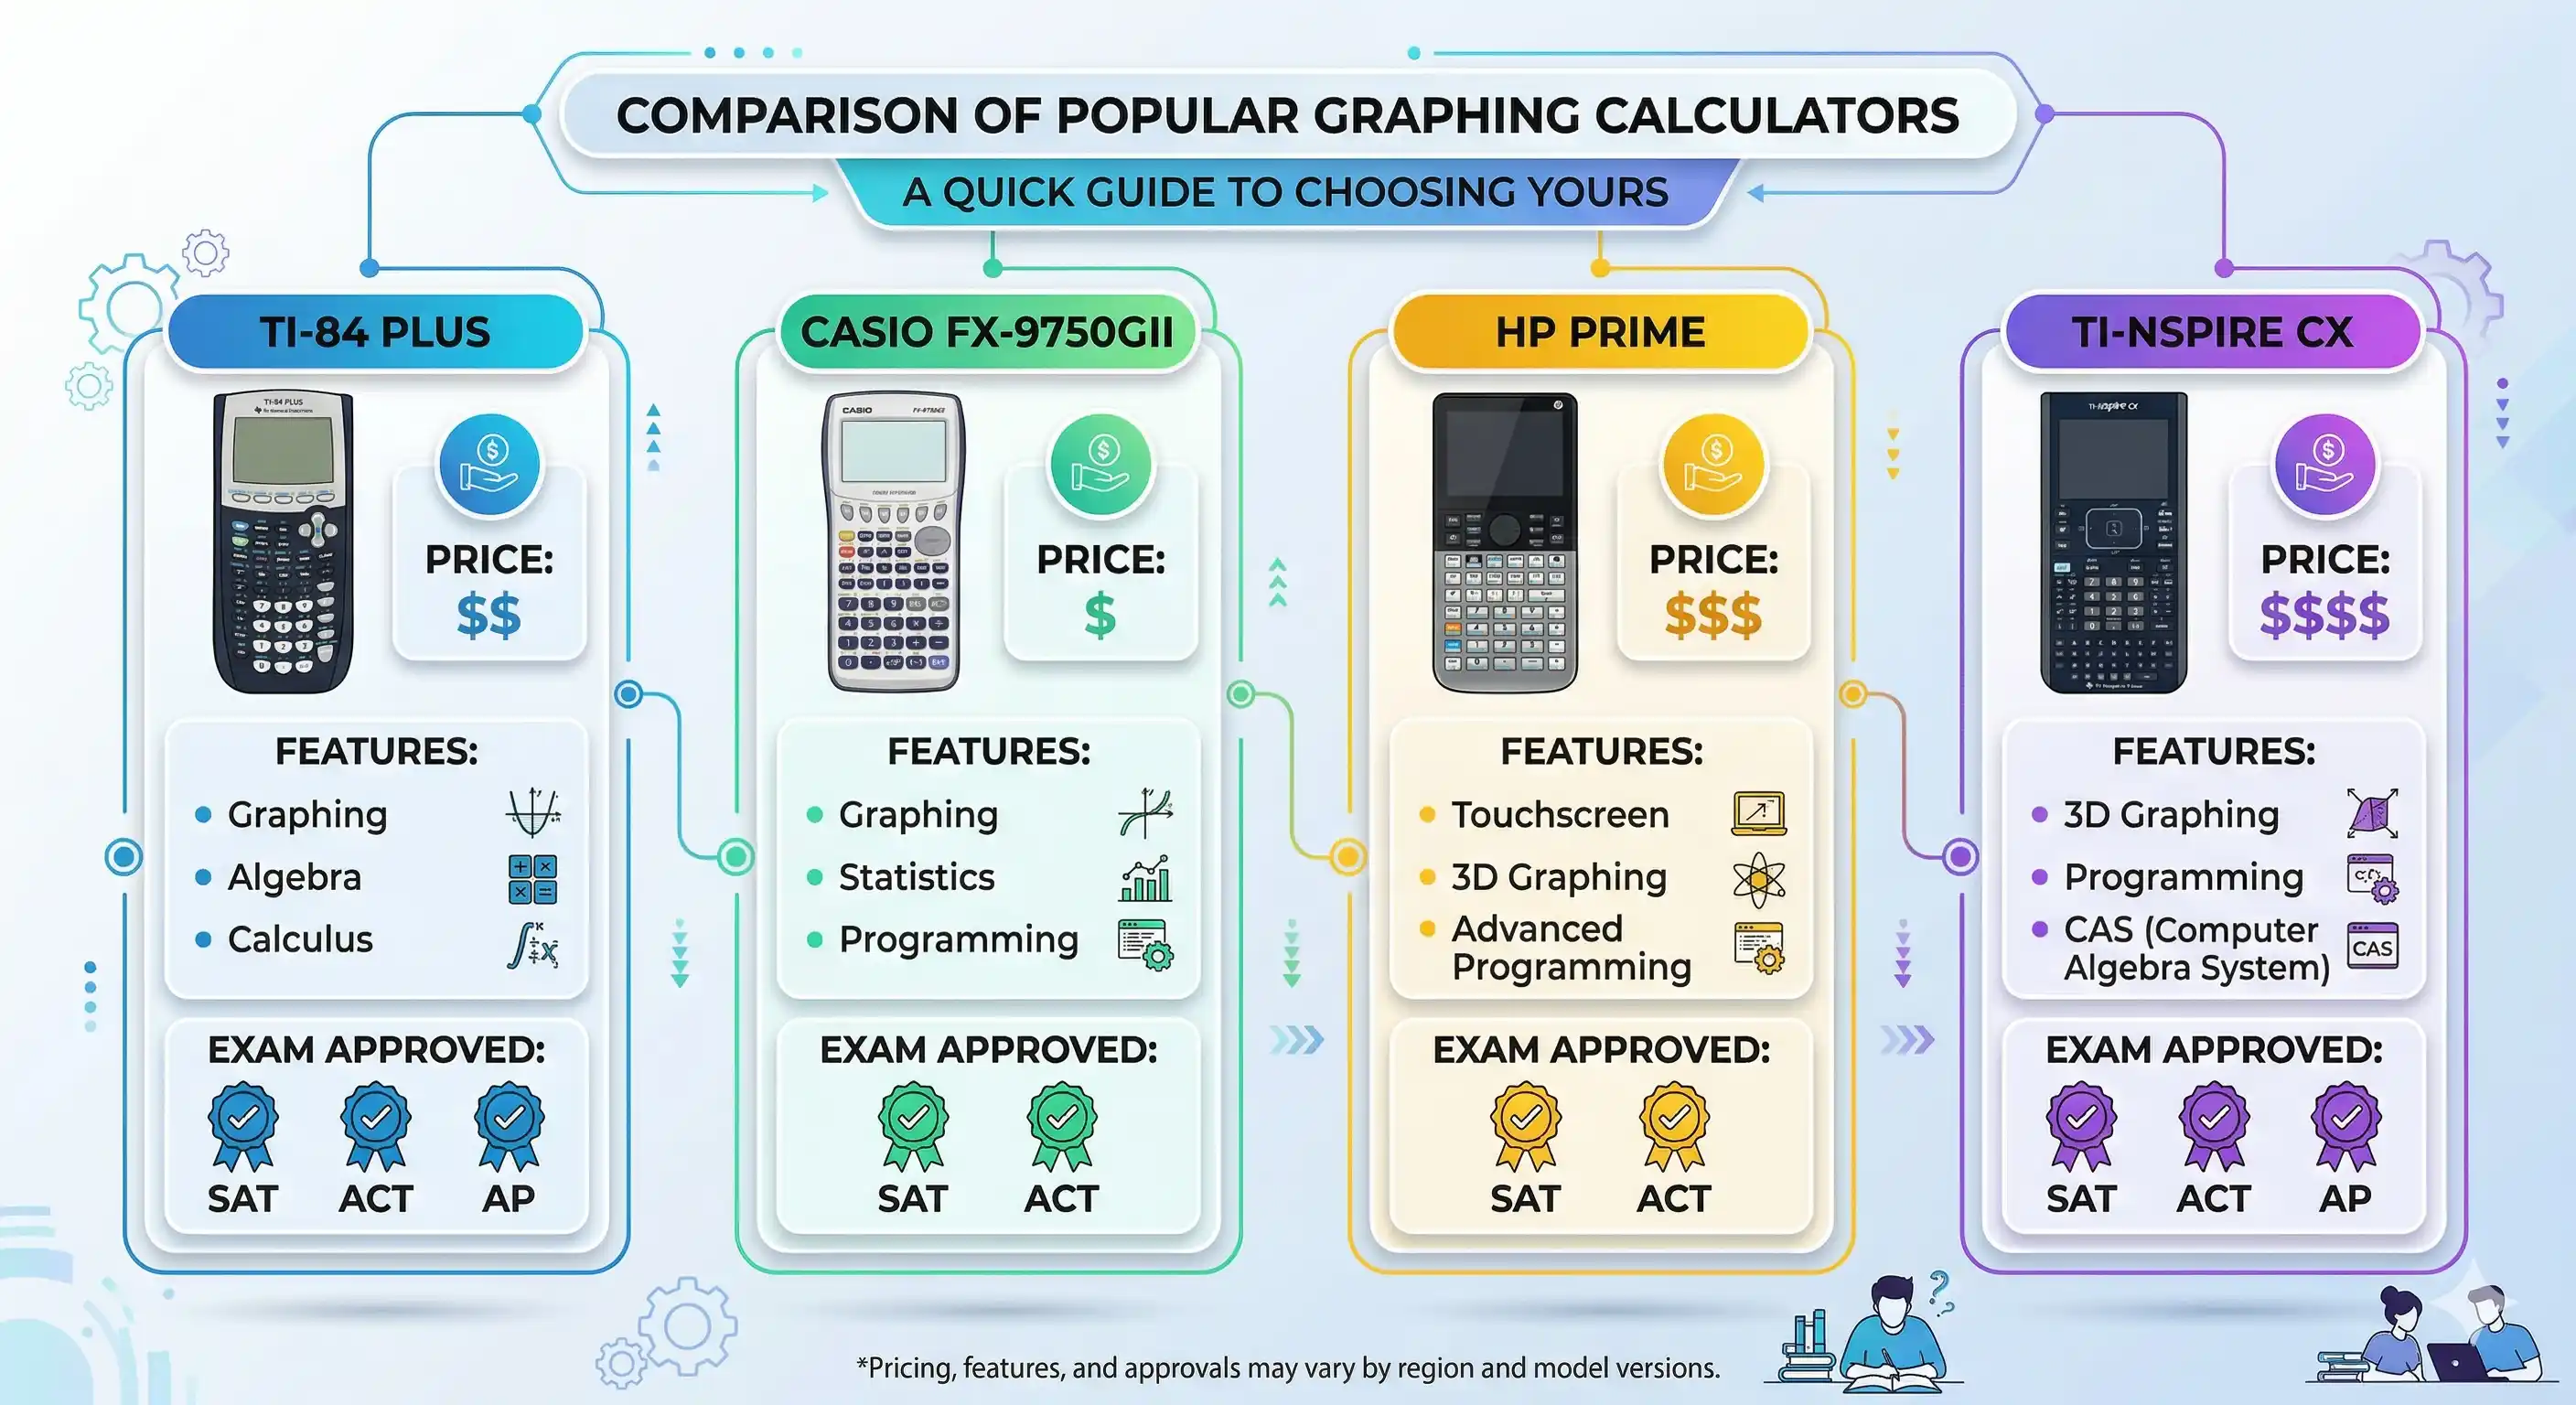 COMPARISON OF POPULAR GRAPHING CALCULATORS
A QUICK GUIDE TO CHOOSING YOURS
TI-84 PLUS
TI-84 PLUS
PRICE:
$$
FEATURES:
Graphing
Algebra
Calculus
EXAM APPROVED:
SAT ACT AP
CASIO FX-9750GII
CASIO
PRICE:
$
FEATURES:
Graphing
Statistics
Programming
EXAM APPROVED:
SAT ACT
HP PRIME
PRICE:
$$$
FEATURES:
Touchscreen
3D Graphing
Advanced
Programming
EXAM APPROVED:
SAT ACT
TI-NSPIRE CX
TI-nspire CX
PRICE:
$$$$
FEATURES:
3D Graphing
Programming
CAS (Computer
Algebra System)
CAS
EXAM APPROVED:
SAT ACT AP
*Pricing, features, and approvals may vary by region and model versions.